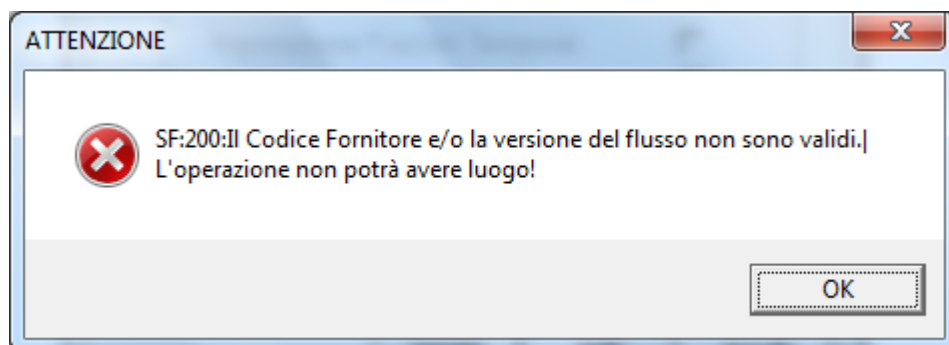 ATTENZIONE
SF:200:Il Codice Fornitore e/o la versione del flusso non sono validi.|
L'operazione non potrà avere luogo!
OK